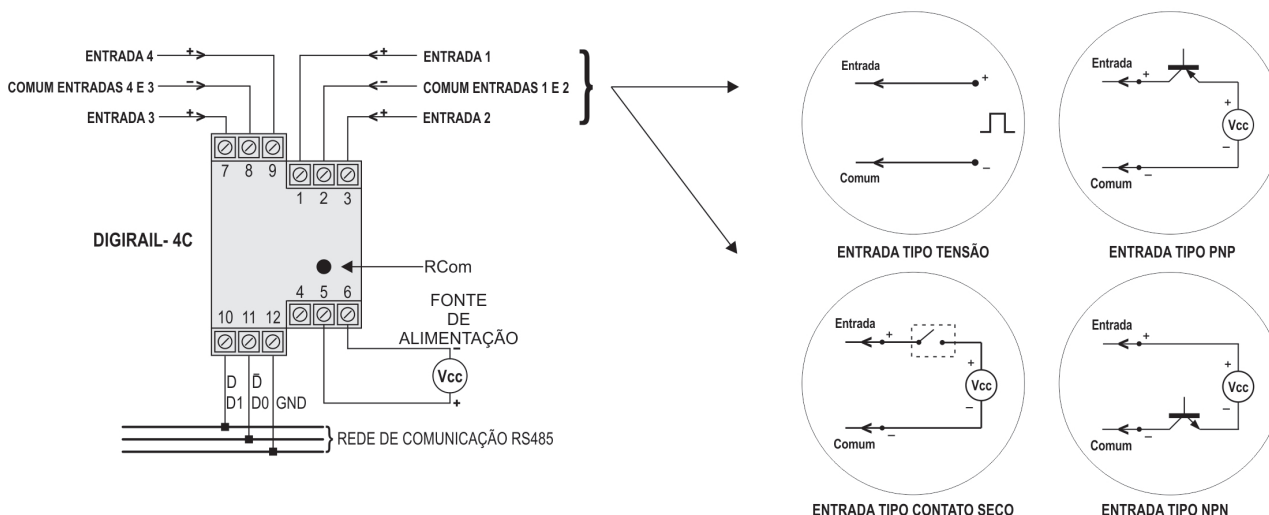 ENTRADA 4
+
COMUM ENTRADAS 4 E 3
−
ENTRADA 3
+
+
ENTRADA 1
−
COMUM ENTRADAS 1 E 2
+
ENTRADA 2
7 8 9
1 2 3
DIGIRAIL- 4C
RCom
4 5 6
10 11 12
FONTE
DE
ALIMENTAÇÃO
−
Vcc
+
D D̄
D1 D0 GND
REDE DE COMUNICAÇÃO RS485
Entrada
+
−
Comum
ENTRADA TIPO TENSÃO
Entrada
+
+
Vcc
−
−
Comum
ENTRADA TIPO PNP
Entrada
+
+
Vcc
−
−
Comum
ENTRADA TIPO CONTATO SECO
Entrada
+
+
Vcc
−
−
Comum
ENTRADA TIPO NPN